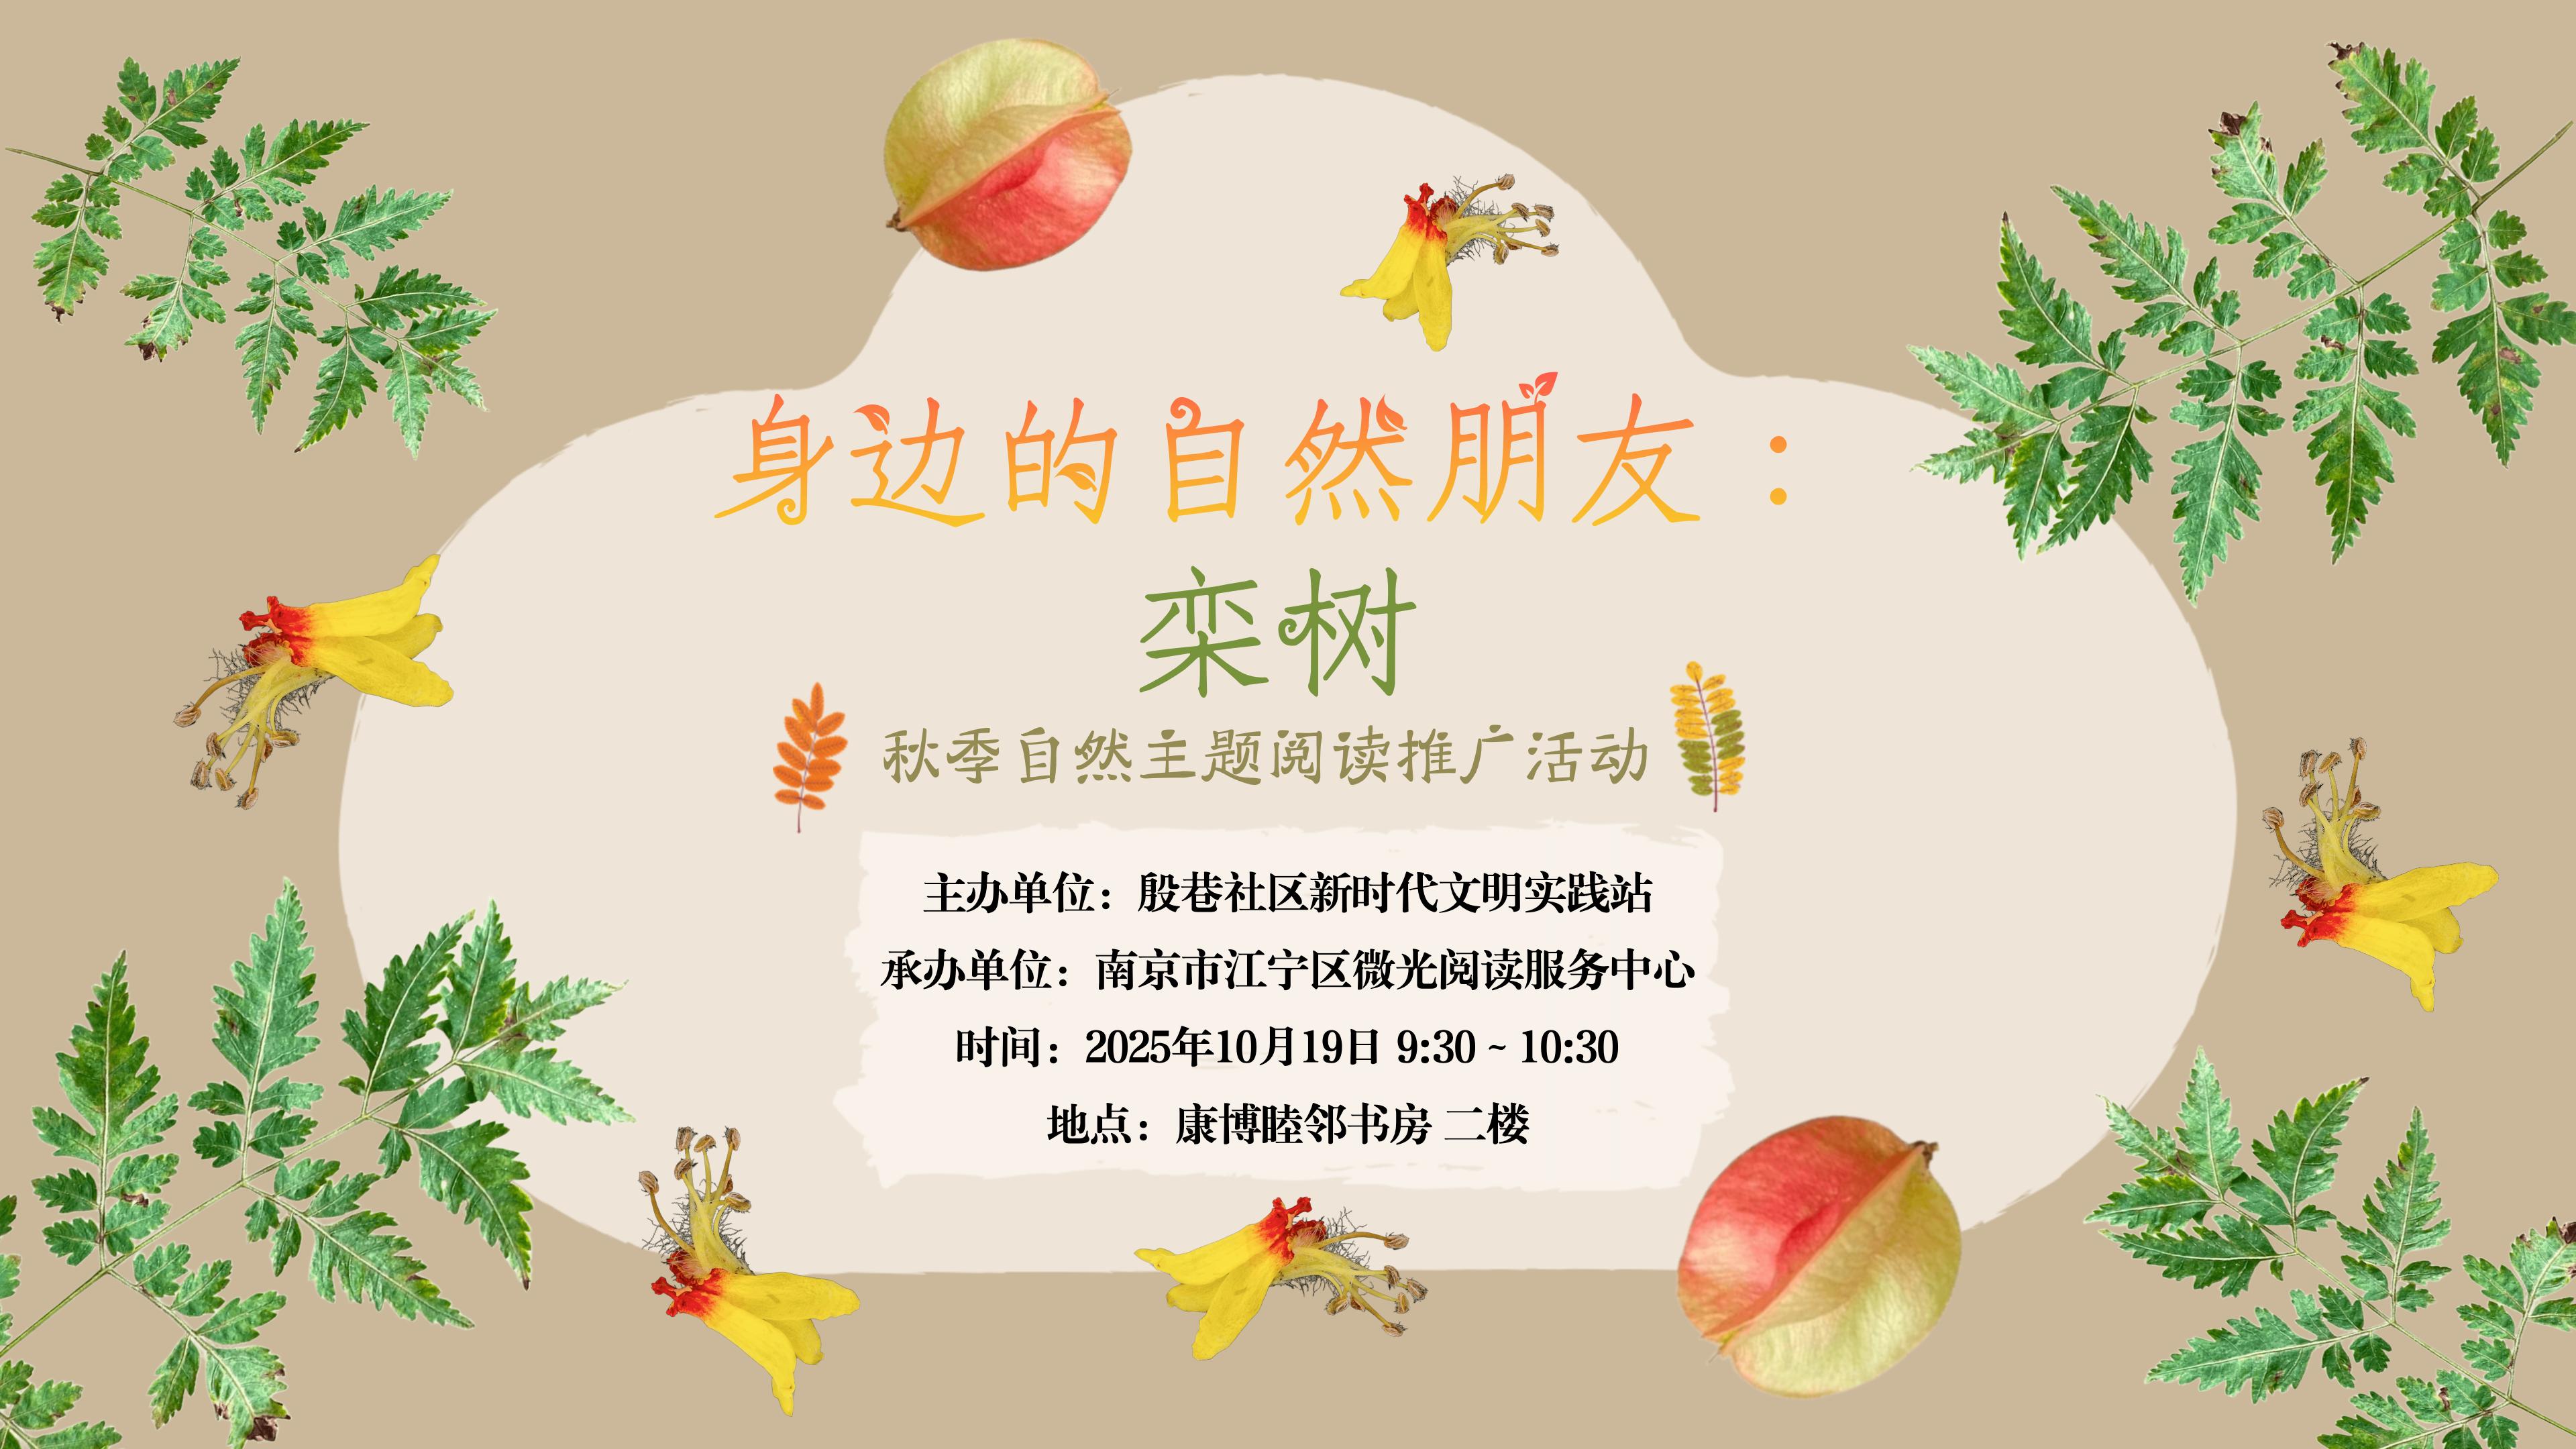 身边的自然朋友：
栾树
秋季自然主题阅读推广活动
主办单位：殷巷社区新时代文明实践站
承办单位：南京市江宁区微光阅读服务中心
时间：2025年10月19日 9:30 ~ 10:30
地点：康博睦邻书房 二楼